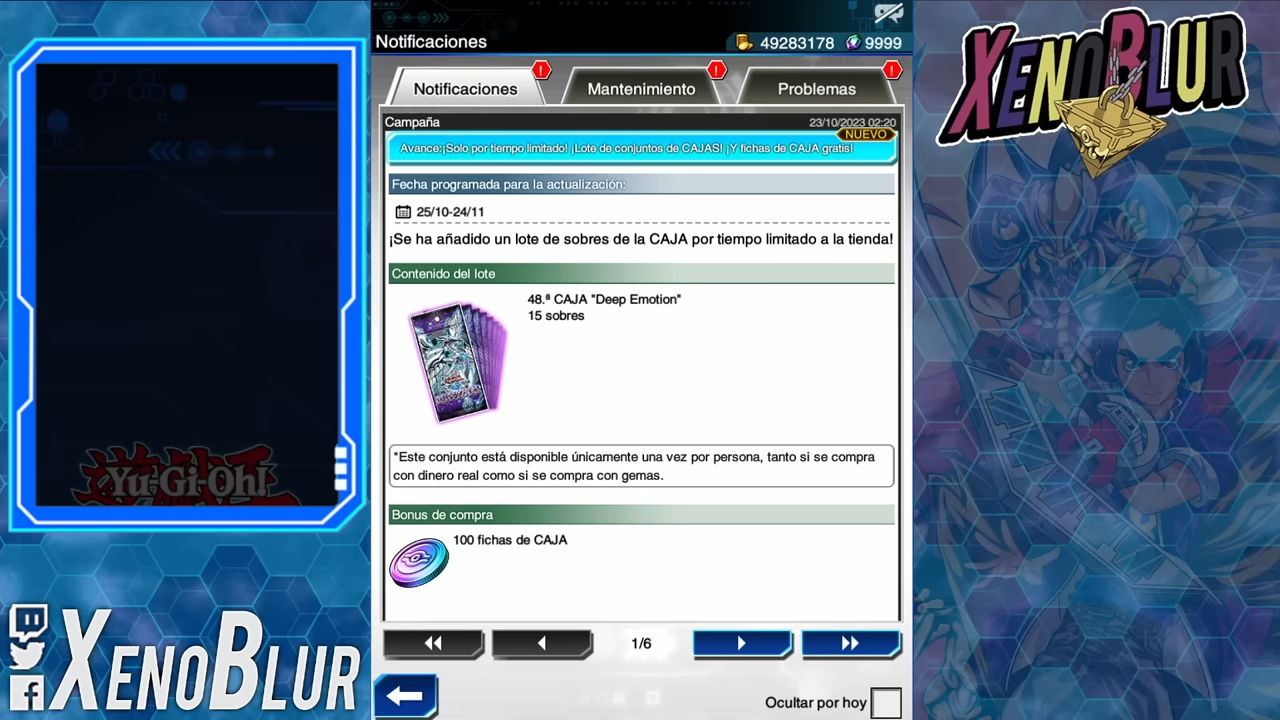 Notificaciones
49283178
9999
Notificaciones
!
Mantenimiento
!
Problemas
!
Campaña
23/10/2023 02:20
NUEVO
Avance:¡Solo por tiempo limitado! ¡Lote de conjuntos de CAJAS! ¡Y fichas de CAJA gratis!
Fecha programada para la actualización:
25/10-24/11
¡Se ha añadido un lote de sobres de la CAJA por tiempo limitado a la tienda!
Contenido del lote
48.ª CAJA "Deep Emotion"
15 sobres
*Este conjunto está disponible únicamente una vez por persona, tanto si se compra
con dinero real como si se compra con gemas.
Bonus de compra
100 fichas de CAJA
1/6
Ocultar por hoy
Yu-Gi-Oh!
XENOBLUR
XENOBLUR